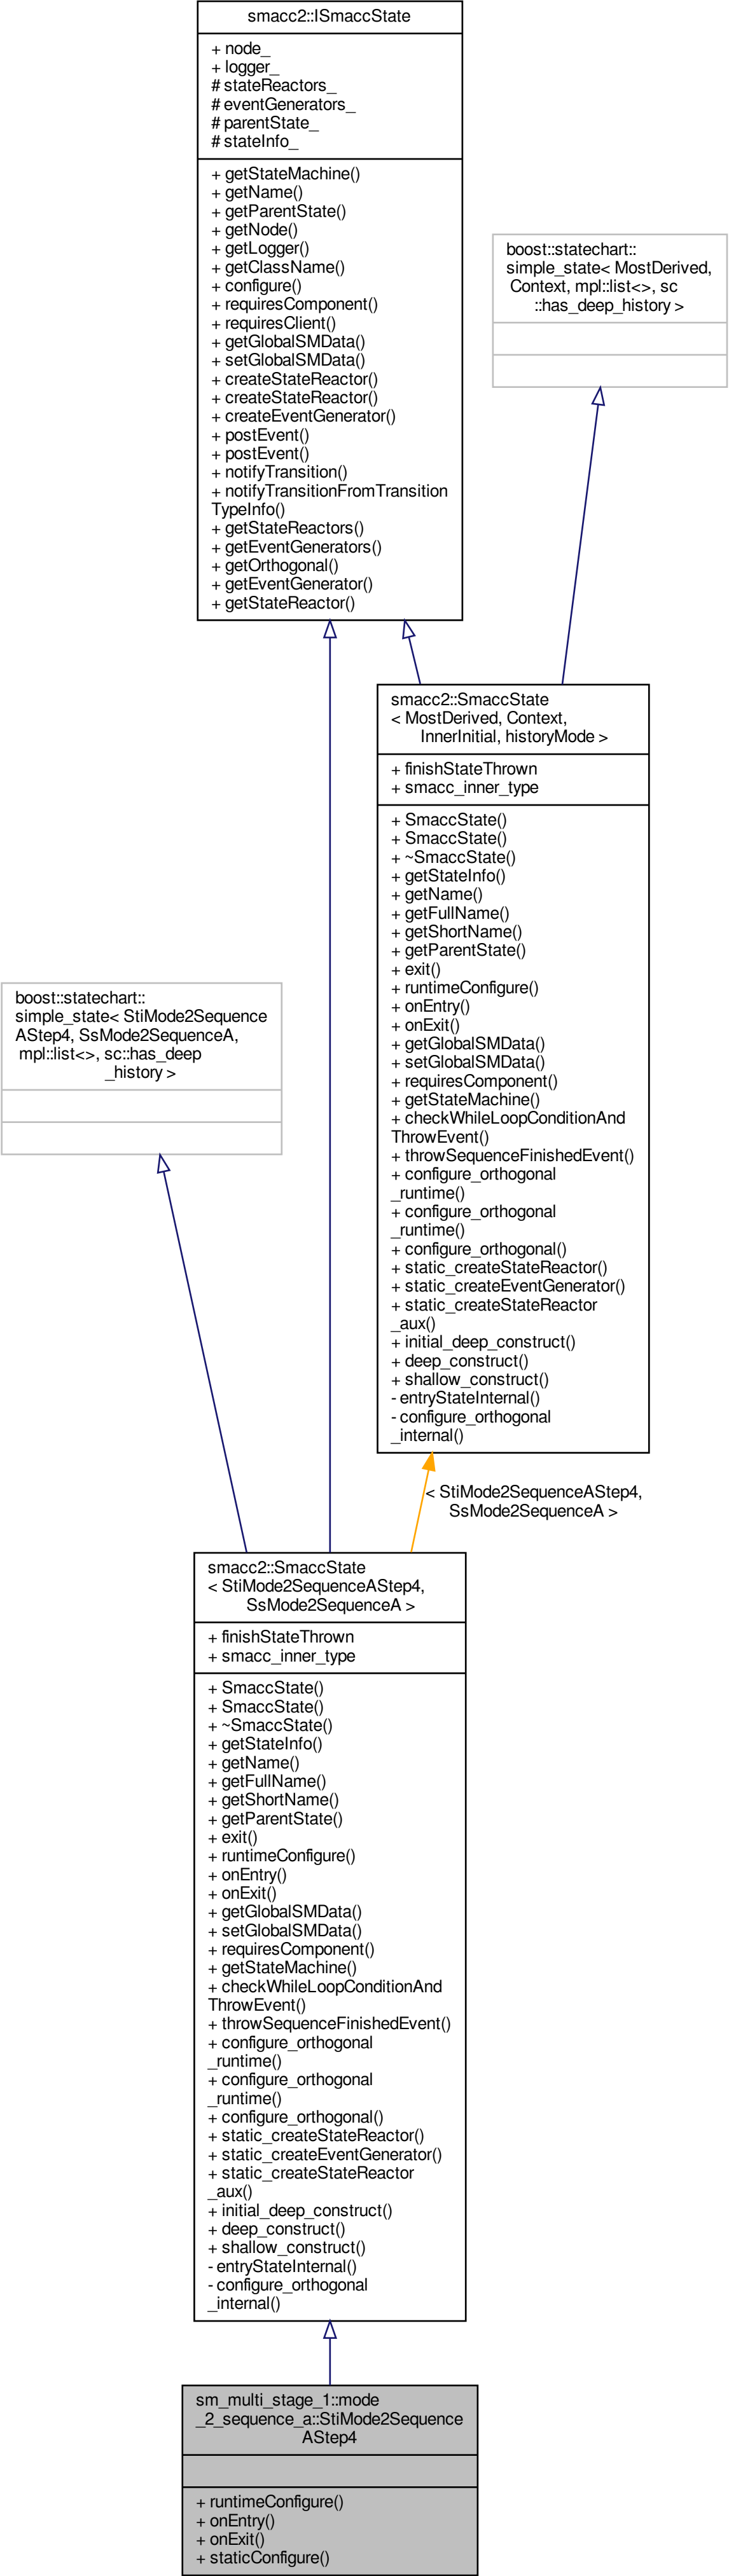 smacc2::ISmaccState
+ node_
+ logger_
# stateReactors_
# eventGenerators_
# parentState_
# stateInfo_
+ getStateMachine()
+ getName()
+ getParentState()
+ getNode()
+ getLogger()
+ getClassName()
+ configure()
+ requiresComponent()
+ requiresClient()
+ getGlobalSMData()
+ setGlobalSMData()
+ createStateReactor()
+ createStateReactor()
+ createEventGenerator()
+ postEvent()
+ postEvent()
+ notifyTransition()
+ notifyTransitionFromTransition
TypeInfo()
+ getStateReactors()
+ getEventGenerators()
+ getOrthogonal()
+ getEventGenerator()
+ getStateReactor()
boost::statechart::
simple_state< MostDerived,
Context, mpl::list<>, sc
::has_deep_history >
smacc2::SmaccState
< MostDerived, Context,
InnerInitial, historyMode >
+ finishStateThrown
+ smacc_inner_type
+ SmaccState()
+ SmaccState()
+ ~SmaccState()
+ getStateInfo()
+ getName()
+ getFullName()
+ getShortName()
+ getParentState()
+ exit()
+ runtimeConfigure()
+ onEntry()
+ onExit()
+ getGlobalSMData()
+ setGlobalSMData()
+ requiresComponent()
+ getStateMachine()
+ checkWhileLoopConditionAnd
ThrowEvent()
+ throwSequenceFinishedEvent()
+ configure_orthogonal
_runtime()
+ configure_orthogonal
_runtime()
+ configure_orthogonal()
+ static_createStateReactor()
+ static_createEventGenerator()
+ static_createStateReactor
_aux()
+ initial_deep_construct()
+ deep_construct()
+ shallow_construct()
- entryStateInternal()
- configure_orthogonal
_internal()
boost::statechart::
simple_state< StiMode2Sequence
AStep4, SsMode2SequenceA,
mpl::list<>, sc::has_deep
_history >
< StiMode2SequenceAStep4,
SsMode2SequenceA >
smacc2::SmaccState
< StiMode2SequenceAStep4,
SsMode2SequenceA >
+ finishStateThrown
+ smacc_inner_type
+ SmaccState()
+ SmaccState()
+ ~SmaccState()
+ getStateInfo()
+ getName()
+ getFullName()
+ getShortName()
+ getParentState()
+ exit()
+ runtimeConfigure()
+ onEntry()
+ onExit()
+ getGlobalSMData()
+ setGlobalSMData()
+ requiresComponent()
+ getStateMachine()
+ checkWhileLoopConditionAnd
ThrowEvent()
+ throwSequenceFinishedEvent()
+ configure_orthogonal
_runtime()
+ configure_orthogonal
_runtime()
+ configure_orthogonal()
+ static_createStateReactor()
+ static_createEventGenerator()
+ static_createStateReactor
_aux()
+ initial_deep_construct()
+ deep_construct()
+ shallow_construct()
- entryStateInternal()
- configure_orthogonal
_internal()
sm_multi_stage_1::mode
_2_sequence_a::StiMode2Sequence
AStep4
+ runtimeConfigure()
+ onEntry()
+ onExit()
+ staticConfigure()